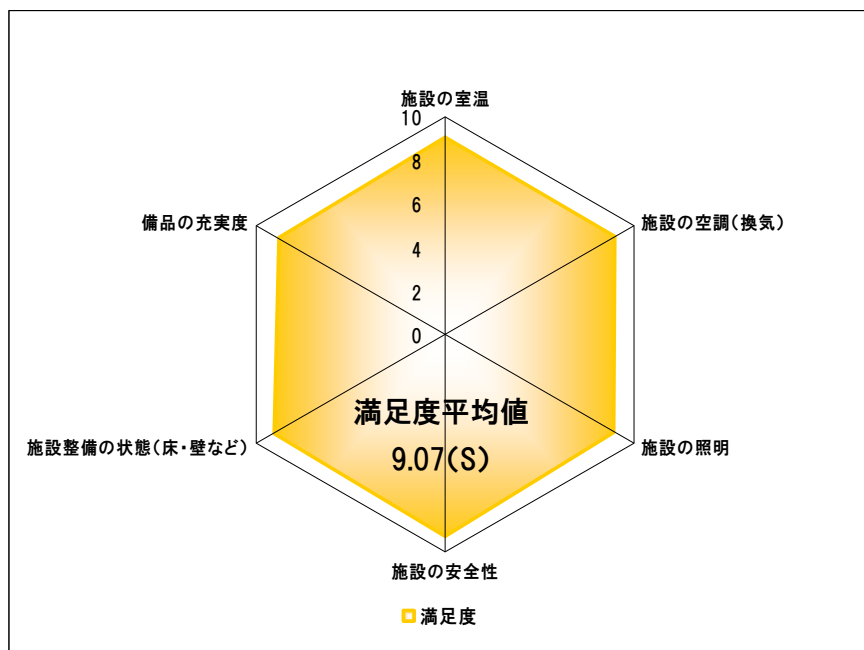 施設の室温
10
8
6
4
2
0
備品の充実度
施設の空調(換気)
満足度平均値
9.07(S)
施設整備の状態(床・壁など)
施設の照明
施設の安全性
満足度